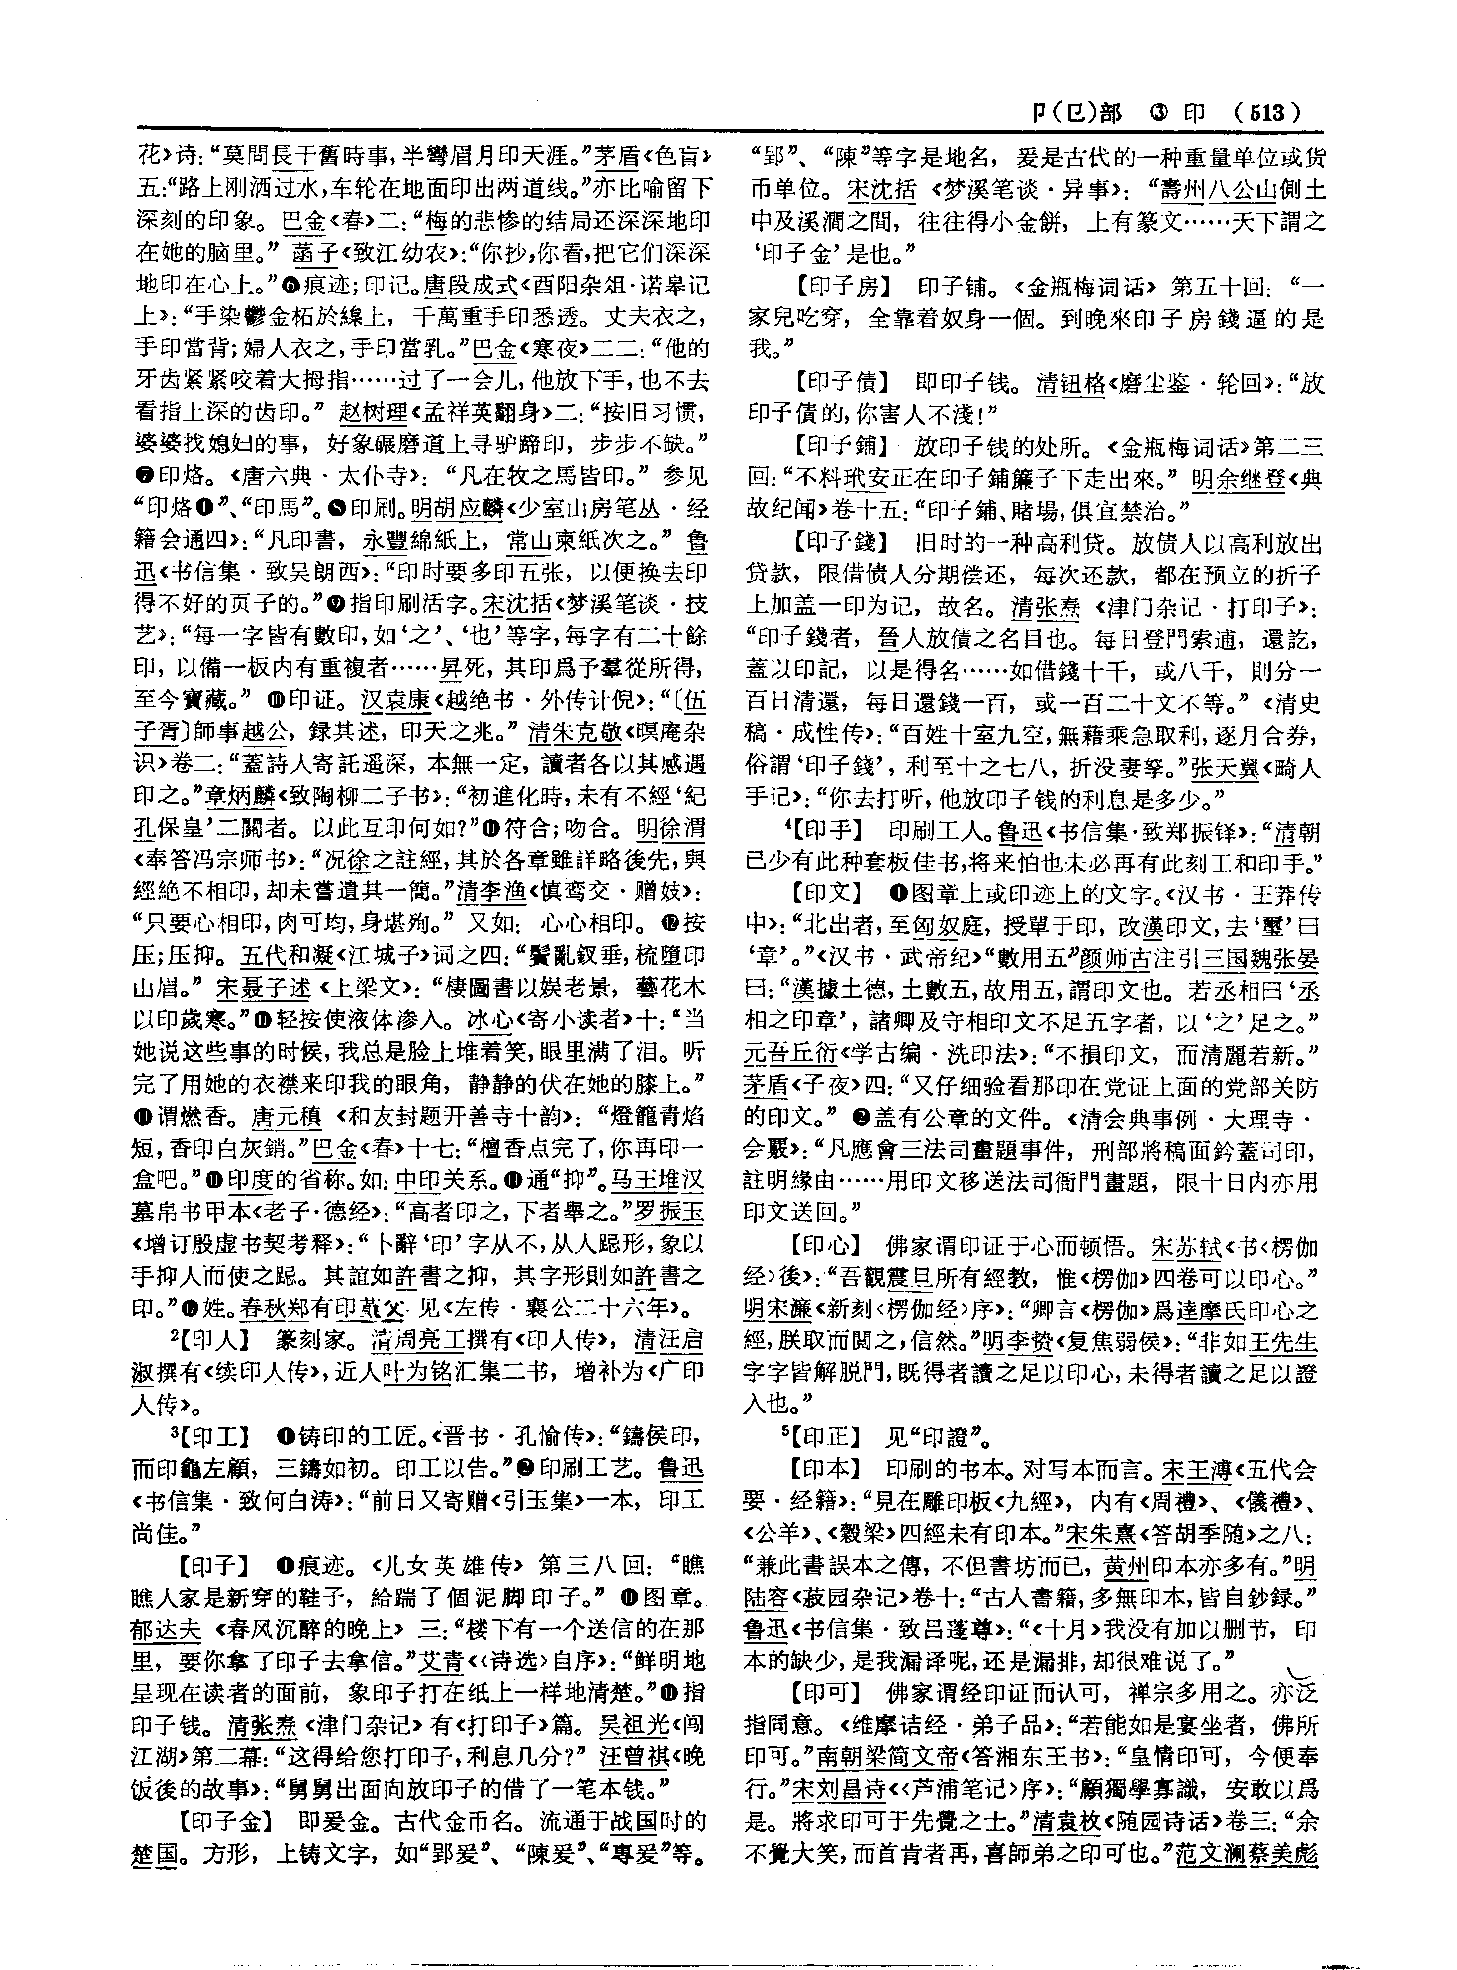 卩(㔾)部 ③ 印 (513)
花》诗：“莫問長干舊時事，半彎眉月印天涯。”茅盾《色盲》
五：“路上刚洒过水，车轮在地面印出两道线。”亦比喻留下
深刻的印象。巴金《春》二：“梅的悲惨的结局还深深地印
在她的脑里。”菡子《致江幼农》：“你抄，你看，把它们深深
地印在心上。”❻痕迹；印记。唐段成式《酉阳杂俎·诺皋记
上》：“手染鬱金柘於線上，千萬重手印悉透。丈夫衣之，
手印當背；婦人衣之，手印當乳。”巴金《寒夜》二二：“他的
牙齿紧紧咬着大拇指……过了一会儿，他放下手，也不去
看指上深的齿印。”赵树理《孟祥英翻身》二：“按旧习惯，
婆婆找媳妇的事，好象碾磨道上寻驴蹄印，步步不缺。”
❼印烙。《唐六典·太仆寺》：“凡在牧之馬皆印。”参见
“印烙❶”、“印馬”。❽印刷。明胡应麟《少室山房笔丛·经
籍会通四》：“凡印書，永豐綿紙上，常山柬紙次之。”鲁
迅《书信集·致吴朗西》：“印时要多印五张，以便换去印
得不好的页子的。”❾指印刷活字。宋沈括《梦溪笔谈·技
艺》：“每一字皆有數印，如‘之’、‘也’等字，每字有二十餘
印，以備一板内有重複者……昇死，其印爲予羣從所得，
至今寶藏。”❿印证。汉袁康《越绝书·外传计倪》：“〔伍
子胥〕師事越公，録其述，印天之兆。”清朱克敬《暝庵杂
识》卷二：“蓋詩人寄託遥深，本無一定，讀者各以其感遇
印之。”章炳麟《致陶柳二子书》：“初進化時，未有不經‘紀
孔保皇’二關者。以此互印何如？”⓫符合；吻合。明徐渭
《奉答冯宗师书》：“况徐之註經，其於各章雖詳略後先，與
經絶不相印，却未嘗遺其一簡。”清李渔《慎鸾交·赠妓》：
“只要心相印，肉可均，身堪殉。”又如：心心相印。⓬按
压；压抑。五代和凝《江城子》词之四：“鬢亂釵垂，梳墮印
山眉。”宋聂子述《上梁文》：“棲圖書以娱老景，藝花木
以印歲寒。”⓭轻按使液体渗入。冰心《寄小读者》十：“当
她说这些事的时候，我总是脸上堆着笑，眼里满了泪。听
完了用她的衣襟来印我的眼角，静静的伏在她的膝上。”
⓮谓燃香。唐元稹《和友封题开善寺十韵》：“燈籠青焰
短，香印白灰銷。”巴金《春》十七：“檀香点完了，你再印一
盒吧。”⓯印度的省称。如：中印关系。⓰通“抑”。马王堆汉
墓帛书甲本《老子·德经》：“高者印之，下者舉之。”罗振玉
《增订殷虚书契考释》：“卜辭‘印’字从爪，从人跽形，象以
手抑人而使之跽。其誼如許書之抑，其字形則如許書之
印。”⓱姓。春秋郑有印堇父。见《左传·襄公二十六年》。
²【印人】 篆刻家。清周亮工撰有《印人传》，清汪启
淑撰有《续印人传》，近人叶为铭汇集二书，增补为《广印
人传》。
³【印工】 ❶铸印的工匠。《晋书·孔愉传》：“鑄侯印，
而印龜左顧，三鑄如初。印工以告。”❷印刷工艺。鲁迅
《书信集·致何白涛》：“前日又寄赠《引玉集》一本，印工
尚佳。”
【印子】 ❶痕迹。《儿女英雄传》第三八回：“瞧
瞧人家是新穿的鞋子，給踹了個泥脚印子。”❷图章。
郁达夫《春风沉醉的晚上》三：“楼下有一个送信的在那
里，要你拿了印子去拿信。”艾青《〈诗选〉自序》：“鲜明地
呈现在读者的面前，象印子打在纸上一样地清楚。”❸指
印子钱。清张焘《津门杂记》有《打印子》篇。吴祖光《闯
江湖》第二幕：“这得给您打印子，利息几分？”汪曾祺《晚
饭後的故事》：“舅舅出面向放印子的借了一笔本钱。”
【印子金】 即爰金。古代金币名。流通于战国时的
楚国。方形，上铸文字，如“郢爰”、“陳爰”、“專爰”等。
“郢”、“陳”等字是地名，爰是古代的一种重量单位或货
币单位。宋沈括《梦溪笔谈·异事》：“壽州八公山側土
中及溪澗之間，往往得小金餅，上有篆文……天下謂之
‘印子金’是也。”
【印子房】 印子铺。《金瓶梅词话》第五十回：“一
家兒吃穿，全靠着奴身一個。到晚來印子房錢逼的是
我。”
【印子債】 即印子钱。清钮格《磨尘鉴·轮回》：“放
印子債的，你害人不淺！”
【印子鋪】 放印子钱的处所。《金瓶梅词话》第二三
回：“不料玳安正在印子鋪簾子下走出來。”明余继登《典
故纪闻》卷十五：“印子鋪、賭場，俱宜禁治。”
【印子錢】 旧时的一种高利贷。放债人以高利放出
贷款，限借债人分期偿还，每次还款，都在预立的折子
上加盖一印为记，故名。清张焘《津门杂记·打印子》：
“印子錢者，晉人放債之名目也。每日登門索逋，還訖，
蓋以印記，以是得名……如借錢十千，或八千，則分一
百日清還，每日還錢一百，或一百二十文不等。”《清史
稿·成性传》：“百姓十室九空，無藉乘急取利，逐月合券，
俗謂‘印子錢’，利至十之七八，折没妻孥。”张天翼《畸人
手记》：“你去打听，他放印子钱的利息是多少。”
⁴【印手】 印刷工人。鲁迅《书信集·致郑振铎》：“清朝
已少有此种套板佳书，将来怕也未必再有此刻工和印手。”
【印文】 ❶图章上或印迹上的文字。《汉书·王莽传
中》：“北出者，至匈奴庭，授單于印，改漢印文，去‘璽’曰
‘章’。”《汉书·武帝纪》“數用五”颜师古注引三国魏张晏
曰：“漢據土德，土數五，故用五，謂印文也。若丞相曰‘丞
相之印章’，諸卿及守相印文不足五字者，以‘之’足之。”
元吾丘衍《学古编·洗印法》：“不損印文，而清麗若新。”
茅盾《子夜》四：“又仔细验看那印在党证上面的党部关防
的印文。”❷盖有公章的文件。《清会典事例·大理寺·
会覈》：“凡應會三法司畫題事件，刑部將稿面鈐蓋司印，
註明緣由……用印文移送法司衙門畫題，限十日内亦用
印文送回。”
【印心】 佛家谓印证于心而顿悟。宋苏轼《书〈楞伽
经〉後》：“吾觀震旦所有經教，惟《楞伽》四卷可以印心。”
明宋濂《新刻〈楞伽经〉序》：“卿言《楞伽》爲達摩氏印心之
經，朕取而閲之，信然。”明李贽《复焦弱侯》：“非如王先生
字字皆解脱門，既得者讀之足以印心，未得者讀之足以證
入也。”
⁵【印正】 见“印證”。
【印本】 印刷的书本。对写本而言。宋王溥《五代会
要·经籍》：“見在雕印板《九經》，内有《周禮》、《儀禮》、
《公羊》、《穀梁》四經未有印本。”宋朱熹《答胡季随》之八：
“兼此書誤本之傳，不但書坊而已，黄州印本亦多有。”明
陆容《菽园杂记》卷十：“古人書籍，多無印本，皆自鈔録。”
鲁迅《书信集·致吕蓬尊》：“《十月》我没有加以删节，印
本的缺少，是我漏译呢，还是漏排，却很难说了。”
【印可】 佛家谓经印证而认可，禅宗多用之。亦泛
指同意。《维摩诘经·弟子品》：“若能如是宴坐者，佛所
印可。”南朝梁简文帝《答湘东王书》：“皇情印可，今便奉
行。”宋刘昌诗《〈芦浦笔记〉序》：“顧獨學寡識，安敢以爲
是。將求印可于先覺之士。”清袁枚《随园诗话》卷三：“余
不覺大笑，而首肯者再，喜師弟之印可也。”范文澜蔡美彪